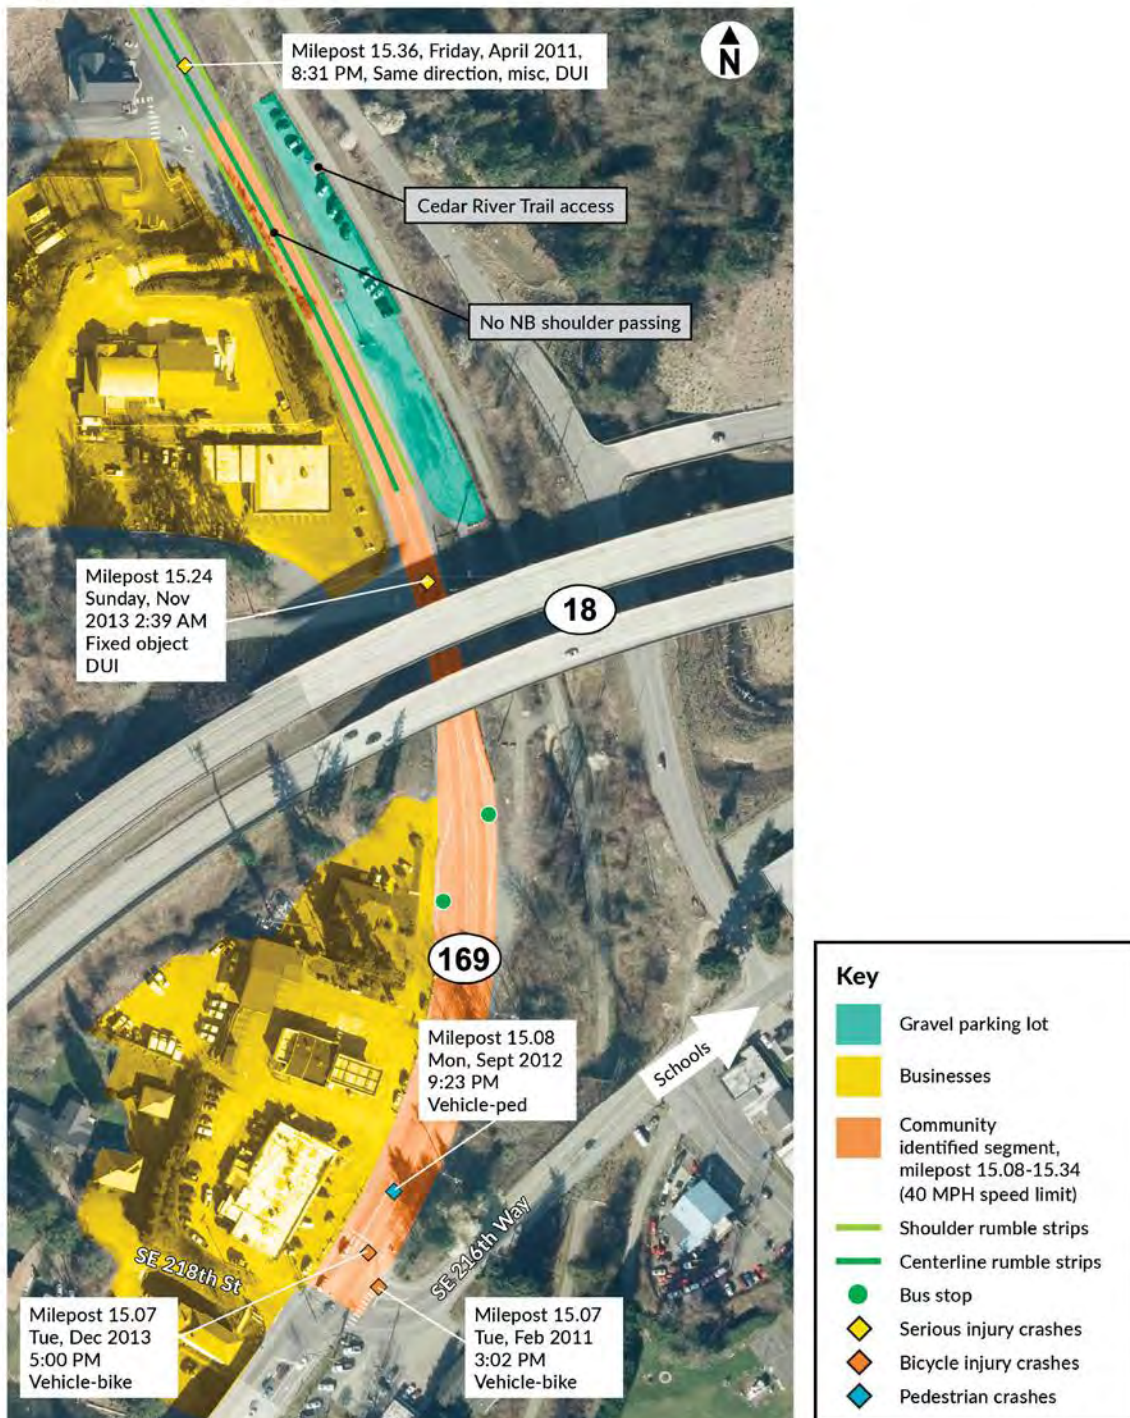 Milepost 15.36, Friday, April 2011,
8:31 PM, Same direction, misc, DUI
N
Cedar River Trail access
No NB shoulder passing
Milepost 15.24
Sunday, Nov
2013 2:39 AM
Fixed object
DUI
18
169
Milepost 15.08
Mon, Sept 2012
9:23 PM
Vehicle-ped
Schools
SE 216th Way
SE 218th St
Milepost 15.07
Tue, Dec 2013
5:00 PM
Vehicle-bike
Milepost 15.07
Tue, Feb 2011
3:02 PM
Vehicle-bike
Key
Gravel parking lot
Businesses
Community
identified segment,
milepost 15.08-15.34
(40 MPH speed limit)
Shoulder rumble strips
Centerline rumble strips
Bus stop
Serious injury crashes
Bicycle injury crashes
Pedestrian crashes